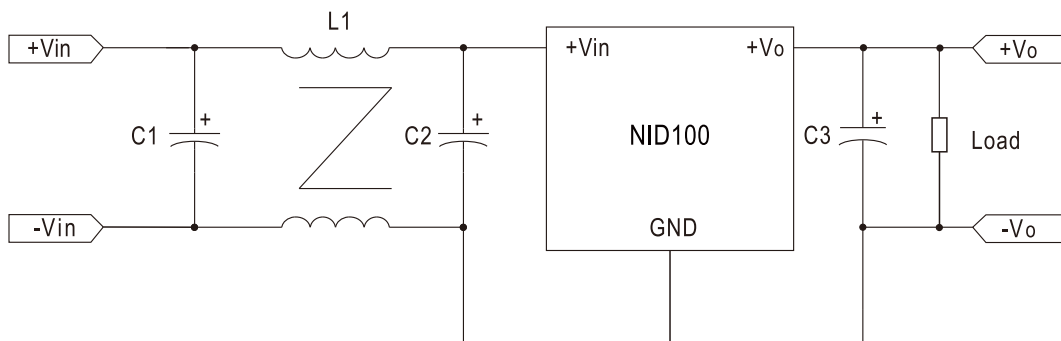 L1
+Vin
+Vin
+Vo
+Vo
C1
+
C2
+
NID100
C3
+
Load
-Vin
GND
-Vo